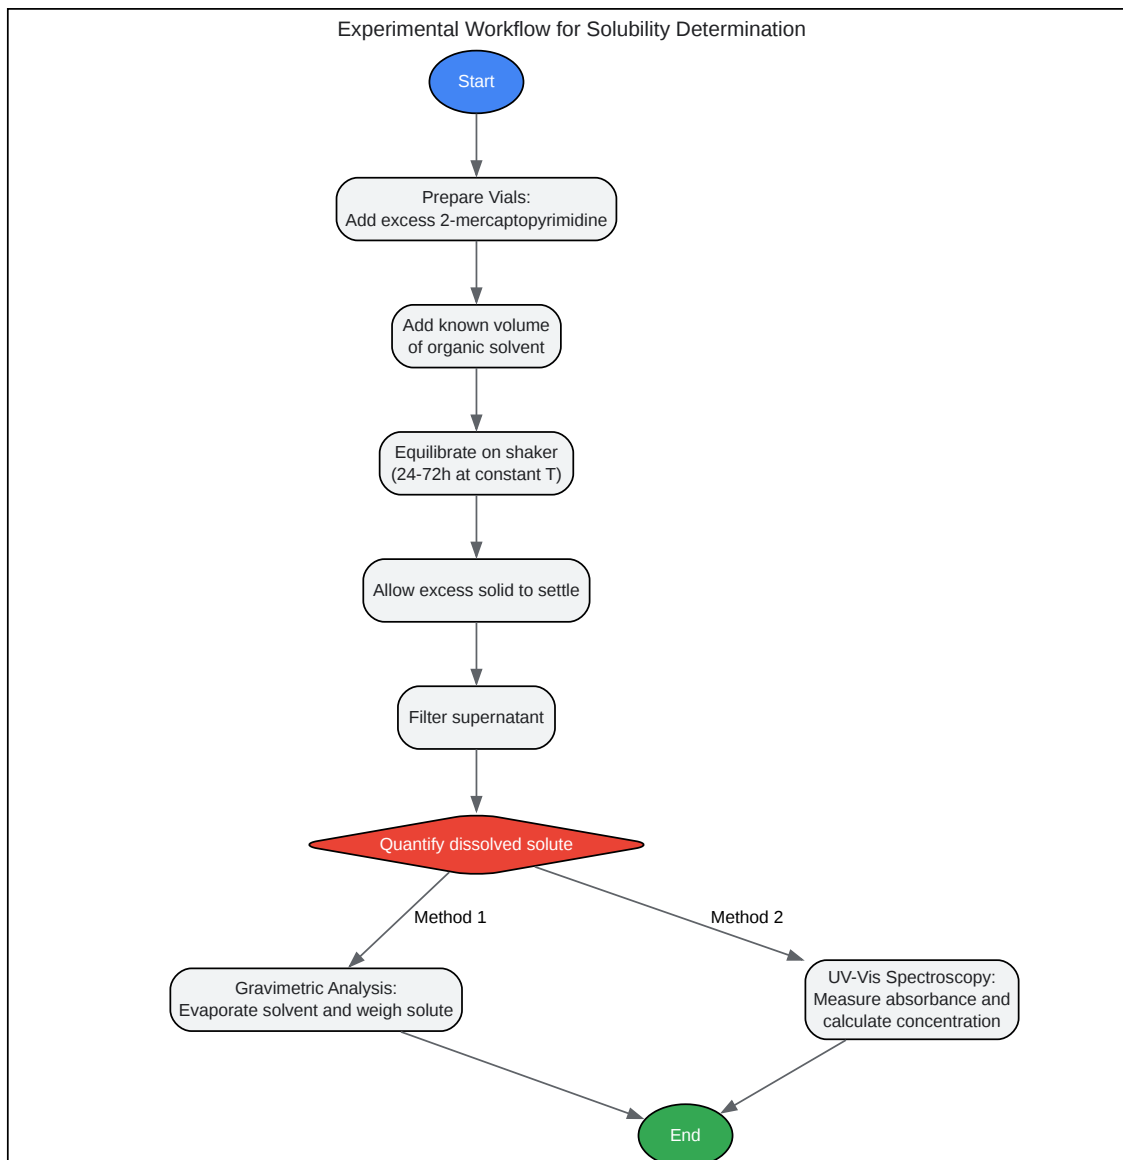 Experimental Workflow for Solubility Determination
Start
Prepare Vials:
Add excess 2-mercaptopyrimidine
Add known volume
of organic solvent
Equilibrate on shaker
(24-72h at constant T)
Allow excess solid to settle
Filter supernatant
Quantify dissolved solute
Method 1
Method 2
Gravimetric Analysis:
Evaporate solvent and weigh solute
UV-Vis Spectroscopy:
Measure absorbance and
calculate concentration
End